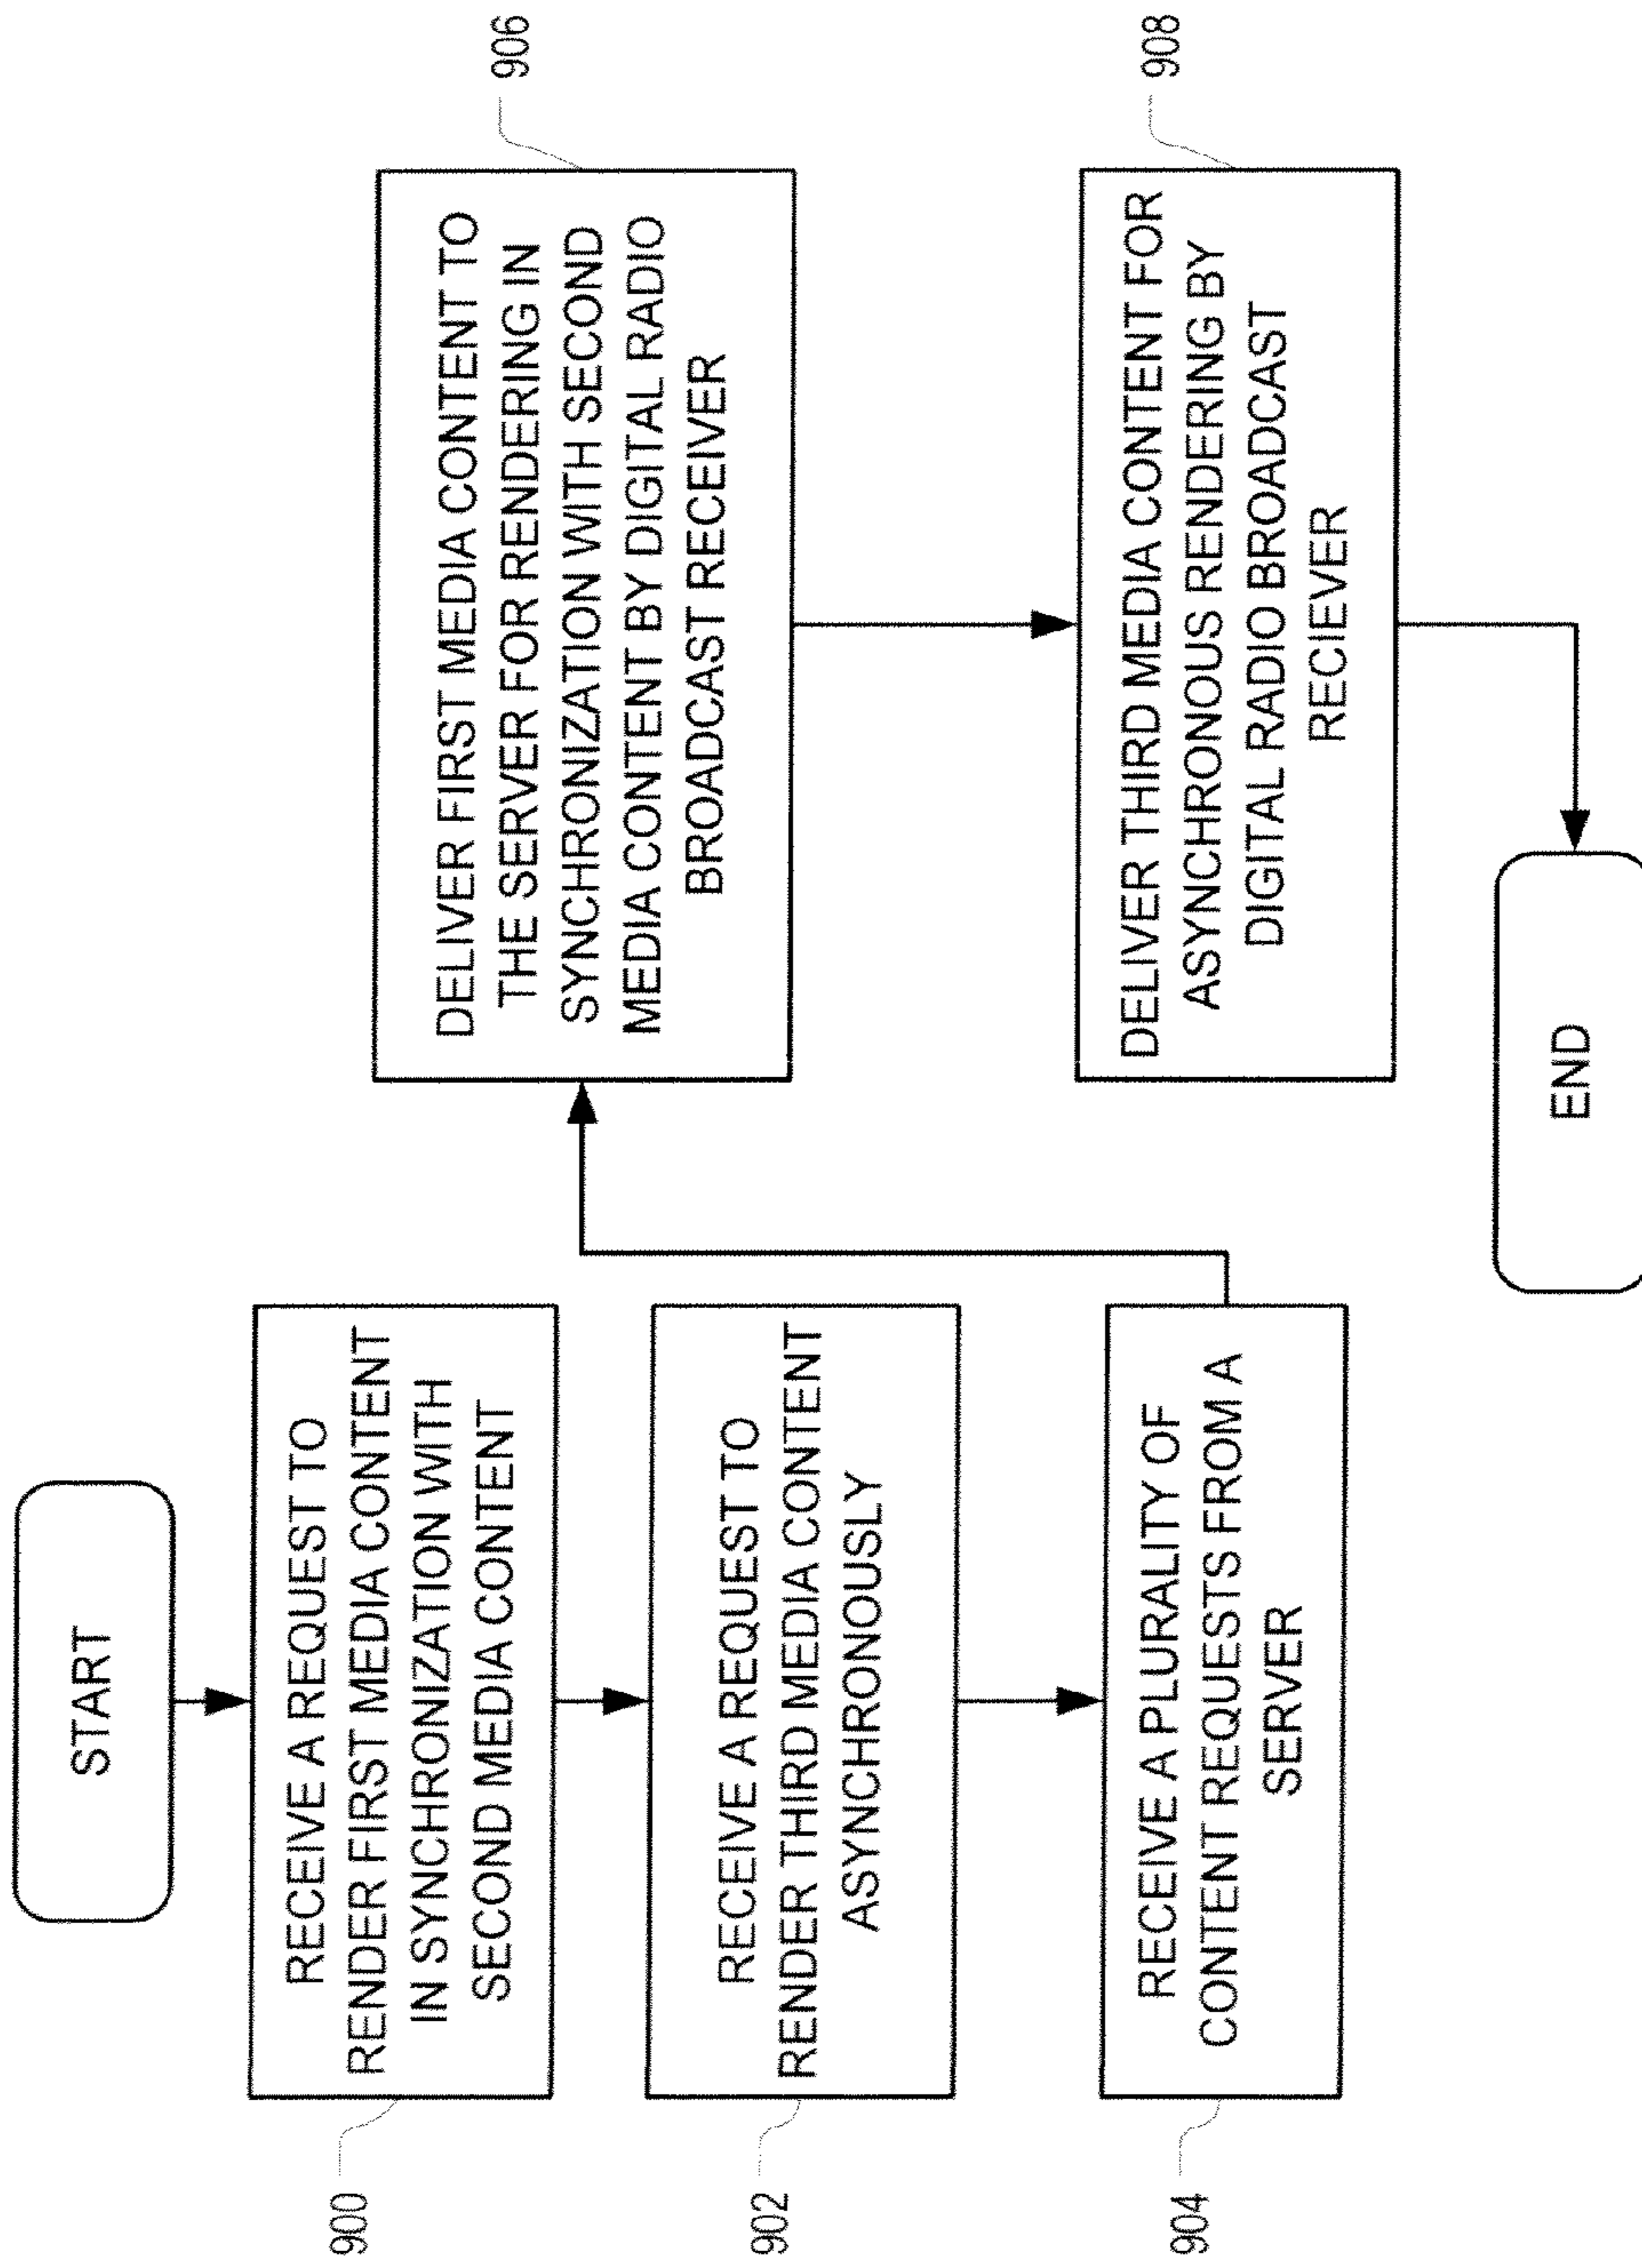 START
RECEIVE A REQUEST TO
RENDER FIRST MEDIA CONTENT
IN SYNCHRONIZATION WITH
SECOND MEDIA CONTENT
900
RECEIVE A REQUEST TO
RENDER THIRD MEDIA CONTENT
ASYNCHRONOUSLY
902
RECEIVE A PLURALITY OF
CONTENT REQUESTS FROM A
SERVER
904
DELIVER FIRST MEDIA CONTENT TO
THE SERVER FOR RENDERING IN
SYNCHRONIZATION WITH SECOND
MEDIA CONTENT BY DIGITAL RADIO
BROADCAST RECEIVER
906
DELIVER THIRD MEDIA CONTENT FOR
ASYNCHRONOUS RENDERING BY
DIGITAL RADIO BROADCAST
RECIEVER
908
END